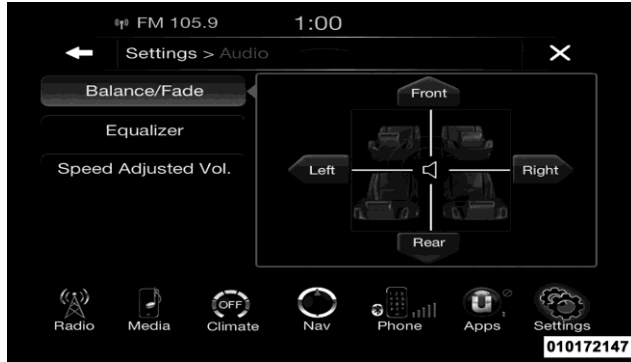 FM 105.9 1:00
Settings > Audio
Balance/Fade
Equalizer
Speed Adjusted Vol.
Front
Left
Right
Rear
OFF
U
Radio Media Climate Nav Phone Apps Settings
010172147